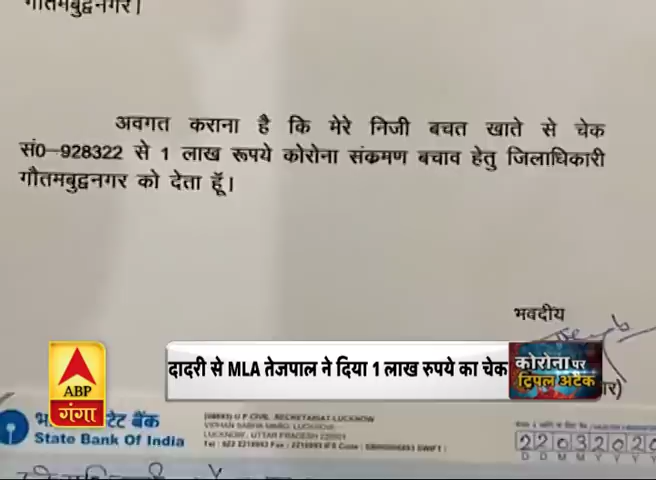 गौतमबुद्धनगर।
अवगत कराना है कि मेरे निजी बचत खाते से चेक
सं0-928322 से 1 लाख रूपये कोरोना संक्रमण बचाव हेतु जिलाधिकारी
गौतमबुद्वनगर को देता हूँ।
भवदीय
दादरी से MLA तेजपाल ने दिया 1 लाख रुपये का चेक
कोरोना पर
ट्रिपल अटैक
ABP
गंगा
स्टेट बैंक
State Bank Of India
U P CIVIL SECRETARIAT LUCKNOW
VIDHAN SABHA MARG, LUCKNOW
LUCKNOW, UTTAR PRADESH
22032020
D D M M Y Y Y Y